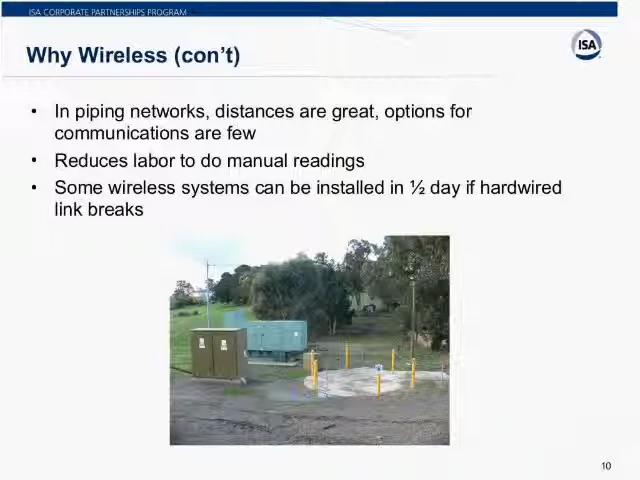 ISA CORPORATE PARTNERSHIPS PROGRAM
Why Wireless (con’t)
ISA
• In piping networks, distances are great, options for
communications are few
• Reduces labor to do manual readings
• Some wireless systems can be installed in ½ day if hardwired
link breaks
10